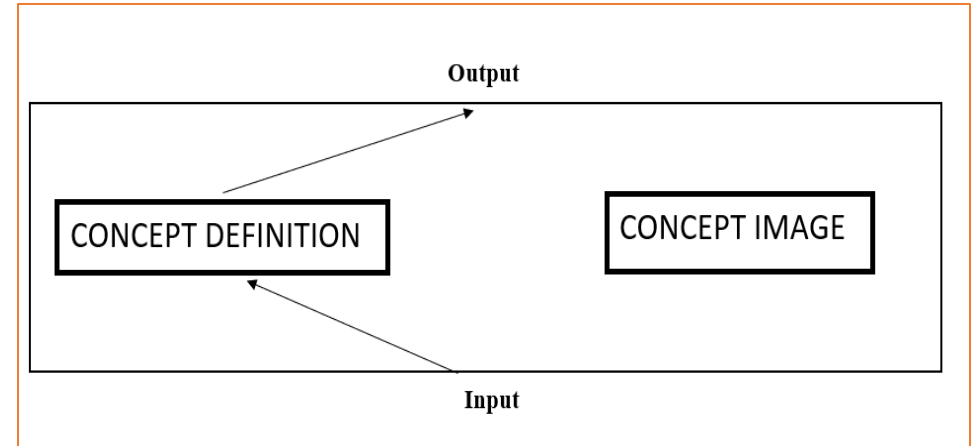 Output
CONCEPT DEFINITION
CONCEPT IMAGE
Input